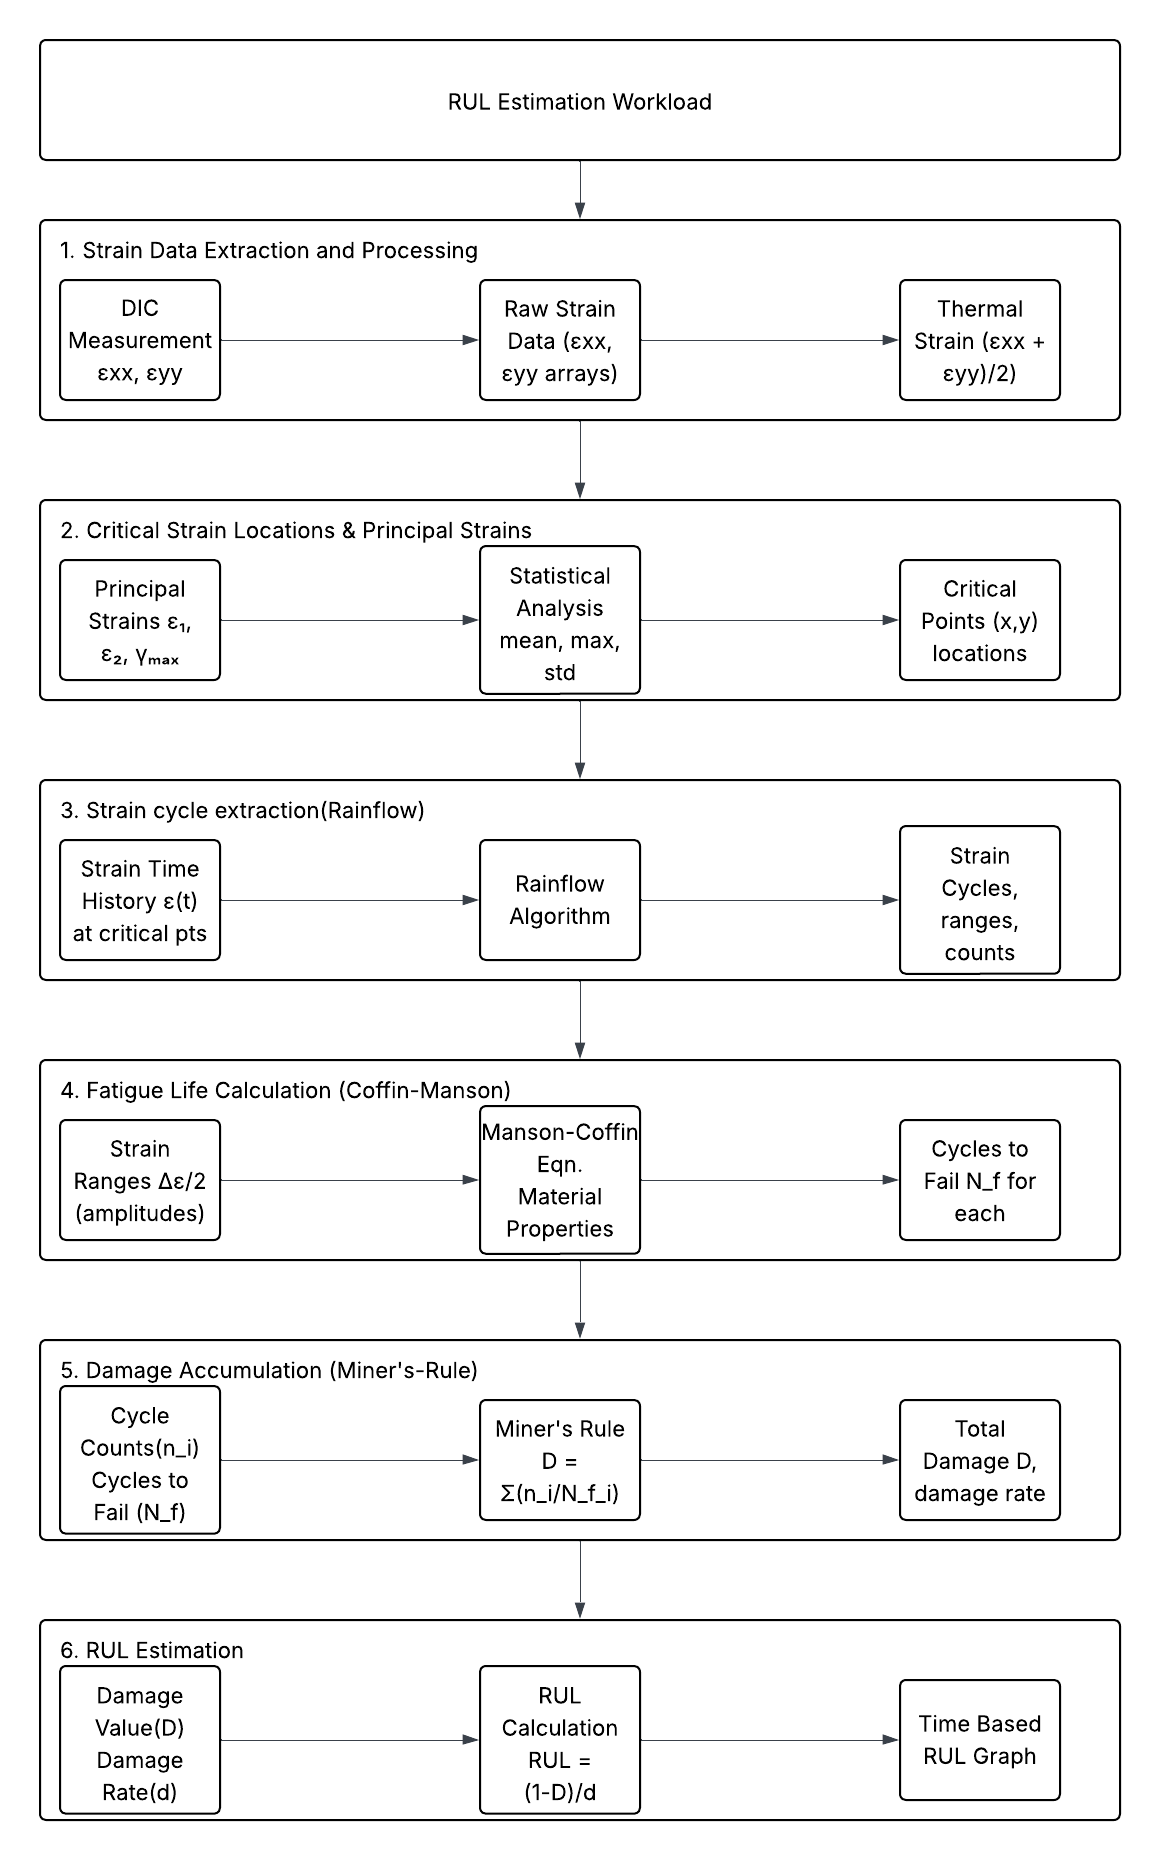 RUL Estimation Workload
1. Strain Data Extraction and Processing
DIC
Measurement
εxx, εyy
Raw Strain
Data (εxx,
εyy arrays)
Thermal
Strain (εxx +
εyy)/2)
2. Critical Strain Locations & Principal Strains
Principal
Strains ε₁,
ε₂, γₘₐₓ
Statistical
Analysis
mean, max,
std
Critical
Points (x,y)
locations
3. Strain cycle extraction(Rainflow)
Strain Time
History ε(t)
at critical pts
Rainflow
Algorithm
Strain
Cycles,
ranges,
counts
4. Fatigue Life Calculation (Coffin-Manson)
Strain
Ranges Δε/2
(amplitudes)
Manson-Coffin
Eqn.
Material
Properties
Cycles to
Fail N_f for
each
5. Damage Accumulation (Miner's-Rule)
Cycle
Counts(n_i)
Cycles to
Fail (N_f)
Miner's Rule
D =
Σ(n_i/N_f_i)
Total
Damage D,
damage rate
6. RUL Estimation
Damage
Value(D)
Damage
Rate(d)
RUL
Calculation
RUL =
(1-D)/d
Time Based
RUL Graph